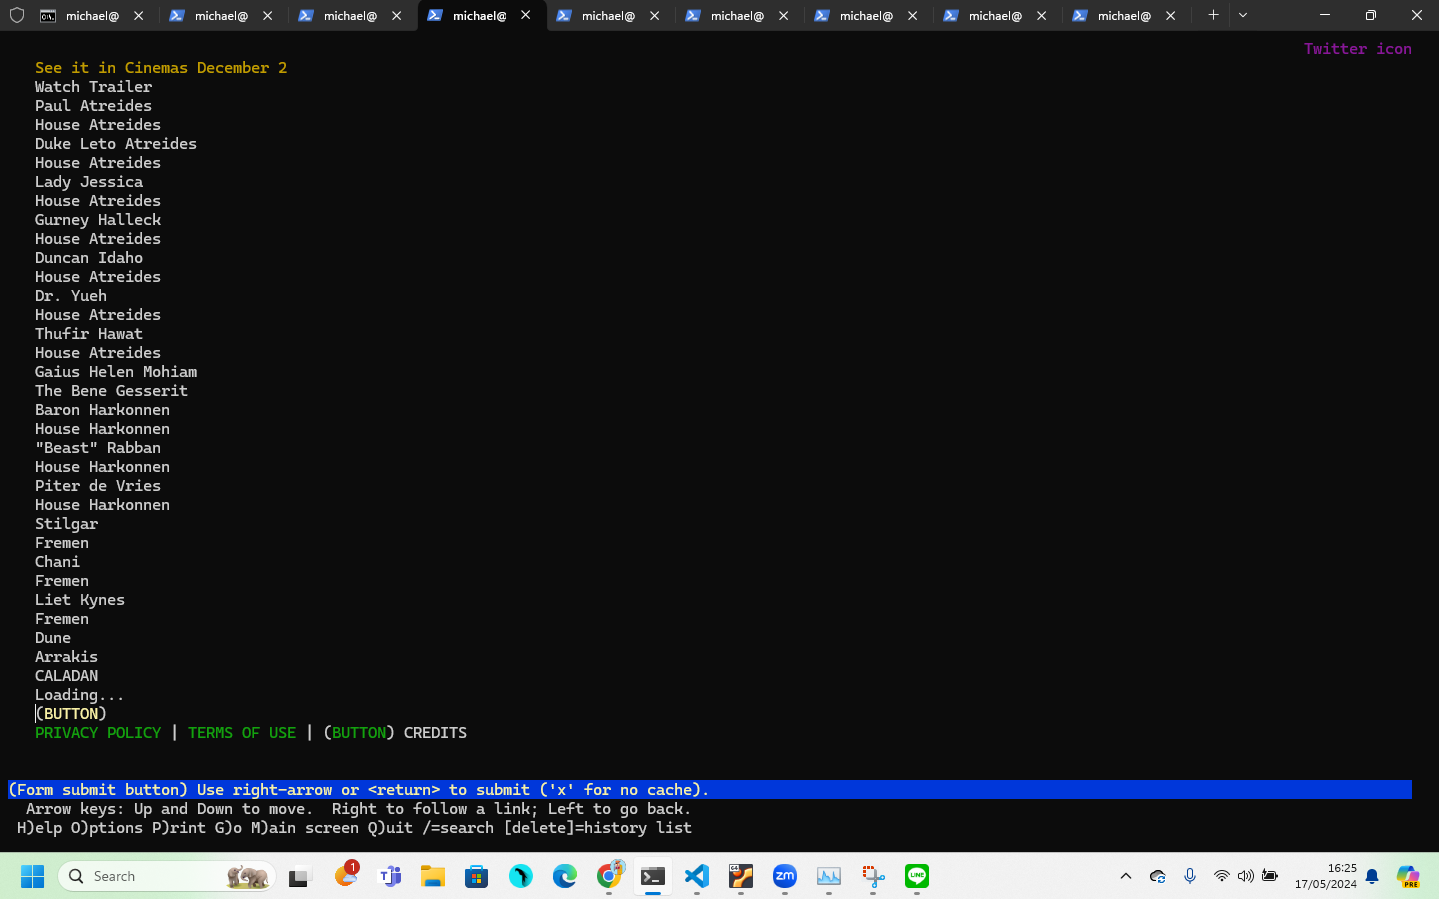 michael@ michael@ michael@ michael@ michael@ michael@ michael@ michael@ michael@
Twitter icon
See it in Cinemas December 2
Watch Trailer
Paul Atreides
House Atreides
Duke Leto Atreides
House Atreides
Lady Jessica
House Atreides
Gurney Halleck
House Atreides
Duncan Idaho
House Atreides
Dr. Yueh
House Atreides
Thufir Hawat
House Atreides
Gaius Helen Mohiam
The Bene Gesserit
Baron Harkonnen
House Harkonnen
"Beast" Rabban
House Harkonnen
Piter de Vries
House Harkonnen
Stilgar
Fremen
Chani
Fremen
Liet Kynes
Fremen
Dune
Arrakis
CALADAN
Loading...
(BUTTON)
PRIVACY POLICY | TERMS OF USE | (BUTTON) CREDITS
(Form submit button) Use right-arrow or <return> to submit ('x' for no cache).
Arrow keys: Up and Down to move.  Right to follow a link; Left to go back.
H)elp O)ptions P)rint G)o M)ain screen Q)uit /=search [delete]=history list
Search
1
zm
LINE
16:25
17/05/2024
PRE